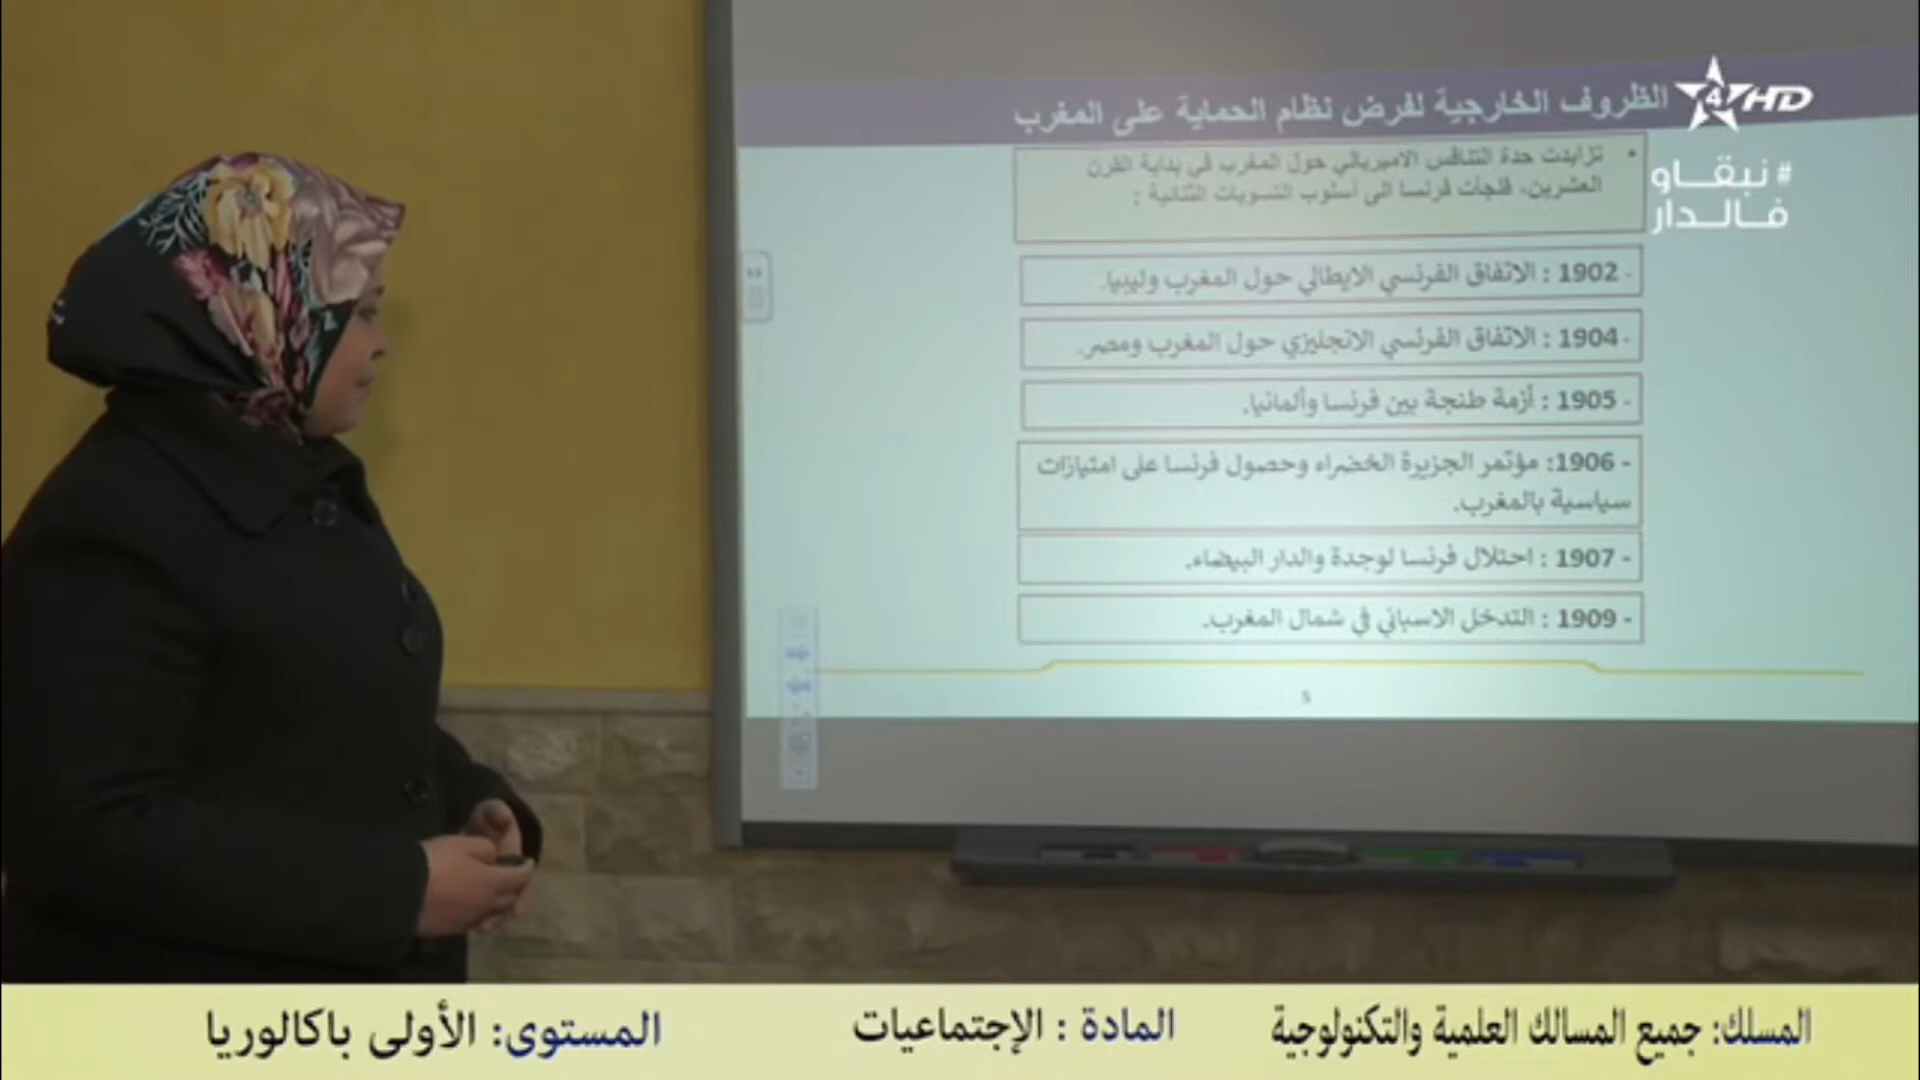 الظروف الخارجية لفرض نظام الحماية على المغرب
4 HD
#نبقاو
فالدار
• تزايدت حدة التنافس الامبريالي حول المغرب في بداية القرن
العشرين، فلجأت فرنسا الى أسلوب التسويات الثنائية :
- 1902 : الاتفاق الفرنسي الايطالي حول المغرب وليبيا.
- 1904 : الاتفاق الفرنسي الانجليزي حول المغرب ومصر.
- 1905 : أزمة طنجة بين فرنسا وألمانيا.
- 1906: مؤتمر الجزيرة الخضراء وحصول فرنسا على امتيازات
سياسية بالمغرب.
- 1907 : احتلال فرنسا لوجدة والدار البيضاء.
- 1909 : التدخل الاسباني في شمال المغرب.
5
المسلك: جميع المسالك العلمية والتكنولوجية
المادة : الإجتماعيات
المستوى: الأولى باكالوريا